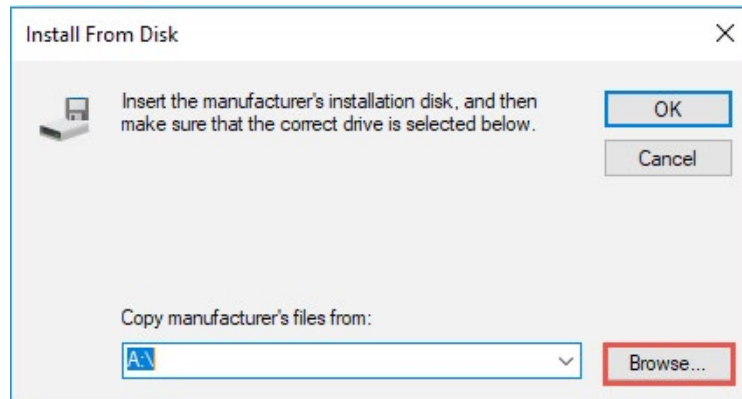 Install From Disk
Insert the manufacturer's installation disk, and then
make sure that the correct drive is selected below.
OK
Cancel
Copy manufacturer's files from:
A:\
Browse...